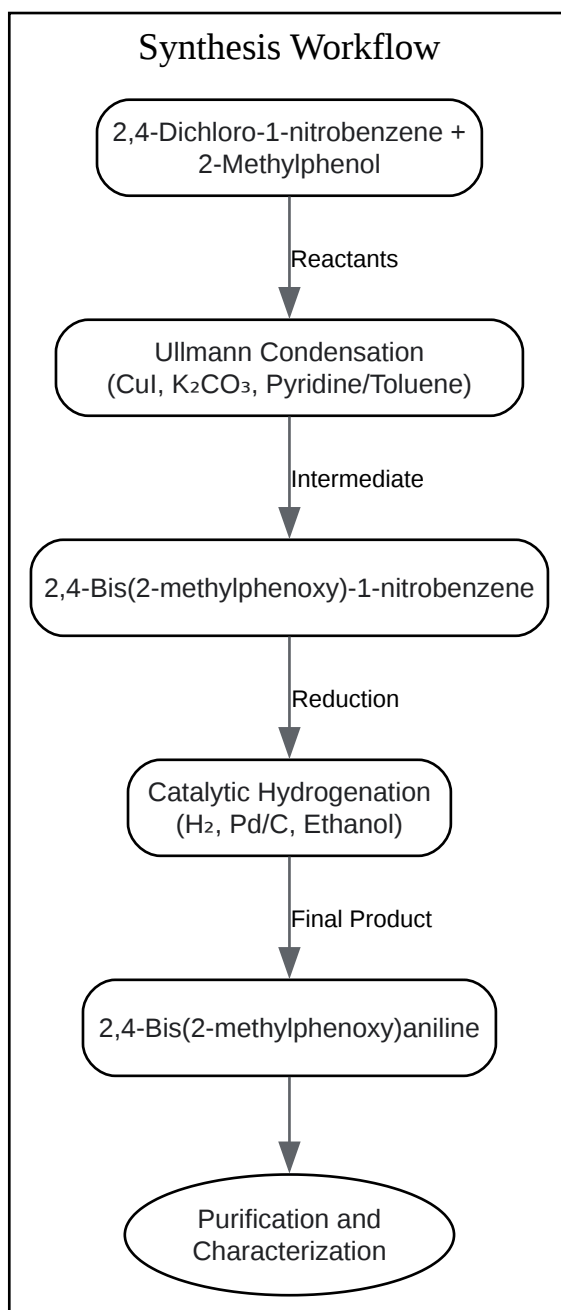 Synthesis Workflow
2,4-Dichloro-1-nitrobenzene +
2-Methylphenol
Reactants
Ullmann Condensation
(CuI, K₂CO₃, Pyridine/Toluene)
Intermediate
2,4-Bis(2-methylphenoxy)-1-nitrobenzene
Reduction
Catalytic Hydrogenation
(H₂, Pd/C, Ethanol)
Final Product
2,4-Bis(2-methylphenoxy)aniline
Purification and
Characterization